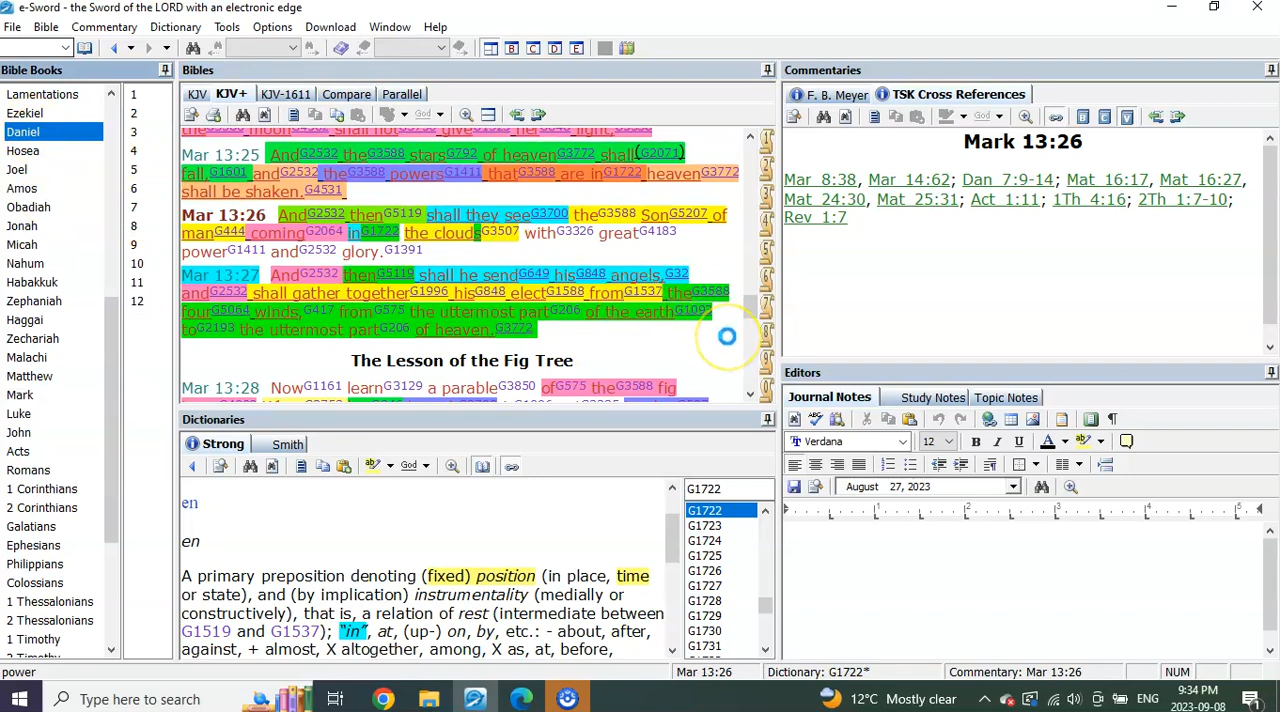 e-Sword - the Sword of the LORD with an electronic edge
File Bible Commentary Dictionary Tools Options Download Window Help
B C D E
Bible Books
Lamentations
Ezekiel
Daniel
Hosea
Joel
Amos
Obadiah
Jonah
Micah
Nahum
Habakkuk
Zephaniah
Haggai
Zechariah
Malachi
Matthew
Mark
Luke
John
Acts
Romans
1 Corinthians
2 Corinthians
Galatians
Ephesians
Philippians
Colossians
1 Thessalonians
2 Thessalonians
1 Timothy
1
2
3
4
5
6
7
8
9
10
11
12
Bibles
KJV KJV+ KJV-1611 Compare Parallel
God
Mar 13:25 And G2532 the G3588 stars G792 of heaven G3772 shall (G2071)
fall, G1601 and G2532 the G3588 powers G1411 that G3588 are in G1722 heaven G3772
shall be shaken. G4531
Mar 13:26 And G2532 then G5119 shall they see G3700 the G3588 Son G5207 of
man G444 coming G2064 in G1722 the clouds G3507 with G3326 great G4183
power G1411 and G2532 glory. G1391
Mar 13:27 And G2532 then G5119 shall he send G649 his G848 angels, G32
and G2532 shall gather together G1996 his G848 elect G1588 from G1537 the G3588
four G5064 winds, G417 from G575 the uttermost part G206 of the earth G1093
to G2193 the uttermost part G206 of heaven. G3772
The Lesson of the Fig Tree
Mar 13:28 Now G1161 learn G3129 a parable G3850 of G575 the G3588 fig
Dictionaries
Strong Smith
God
en
en
A primary preposition denoting (fixed) position (in place, time
or state), and (by implication) instrumentality (medially or
constructively), that is, a relation of rest (intermediate between
G1519 and G1537); "in", at, (up-) on, by, etc.: - about, after,
against, + almost, X altogether, among, X as, at, before,
G1722
G1722
G1723
G1724
G1725
G1726
G1727
G1728
G1729
G1730
G1731
Commentaries
F. B. Meyer TSK Cross References
God
B C V
Mark 13:26
Mar 8:38, Mar 14:62; Dan 7:9-14; Mat 16:17, Mat 16:27,
Mat 24:30, Mat 25:31; Act 1:11; 1Th 4:16; 2Th 1:7-10;
Rev 1:7
Editors
Journal Notes Study Notes Topic Notes
Verdana 12 B I U A
August 27, 2023
1 2 3 4 5
power Mar 13:26 Dictionary: G1722* Commentary: Mar 13:26 NUM
Type here to search 12°C Mostly clear ENG 9:34 PM
2023-09-08